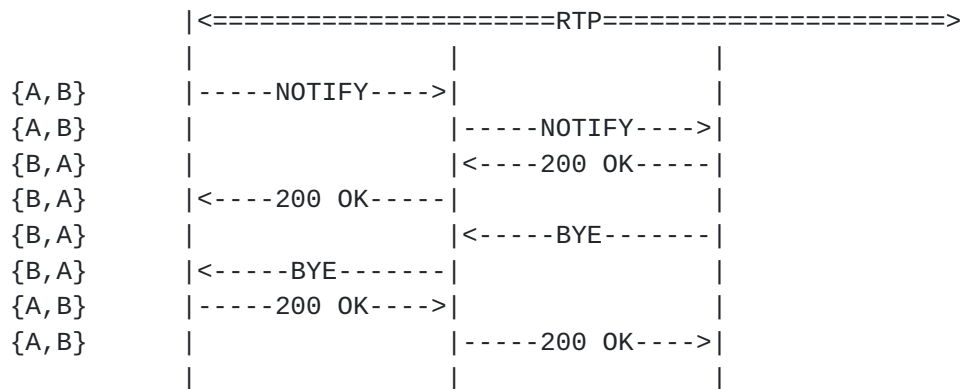 |<======================RTP======================>
           |                |                |
{A,B}      |-----NOTIFY---->|                |
{A,B}      |                |-----NOTIFY---->|
{B,A}      |                |<----200 OK-----|
{B,A}      |<----200 OK-----|                |
{B,A}      |                |<-----BYE-------|
{B,A}      |<-----BYE-------|                |
{A,B}      |-----200 OK---->|                |
{A,B}      |                |-----200 OK---->|
           |                |                |